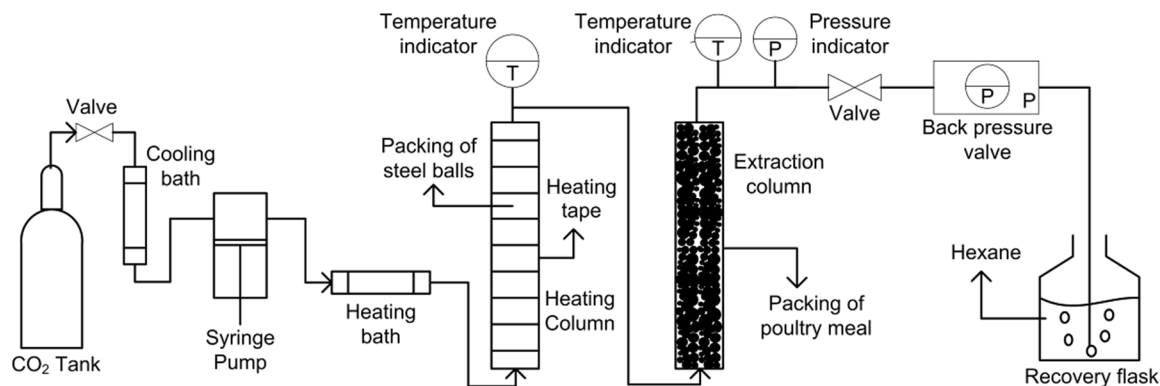 Temperature
indicator
T
Temperature
indicator
T
Pressure
indicator
P
Valve
Cooling
bath
Packing of
steel balls
Heating
tape
Extraction
column
Valve
P
P
Back pressure
valve
Hexane
Heating
Column
Heating
bath
Packing of
poultry meal
Syringe
Pump
CO₂ Tank
Recovery flask